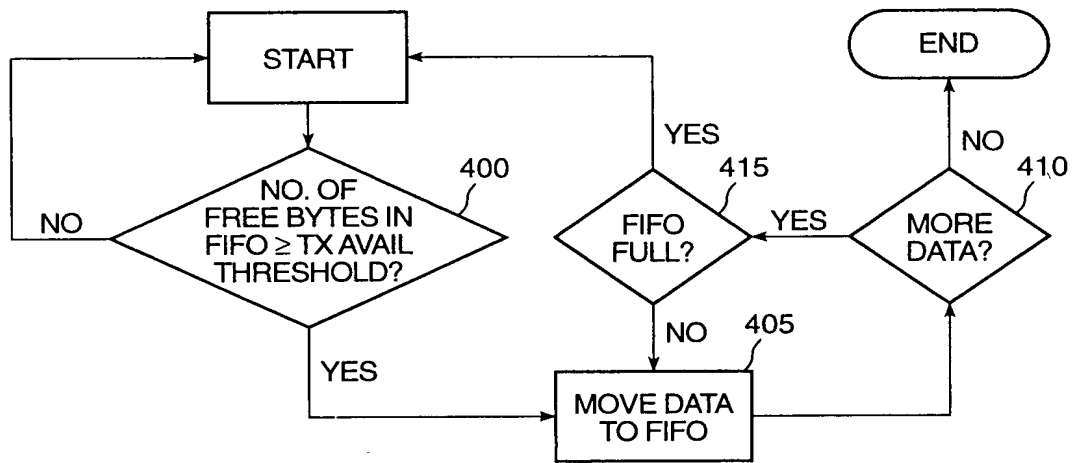 START
END
NO. OF
FREE BYTES IN
FIFO ≥ TX AVAIL
THRESHOLD?
400
NO
YES
FIFO
FULL?
415
YES
NO
MORE
DATA?
410
YES
NO
MOVE DATA
TO FIFO
405